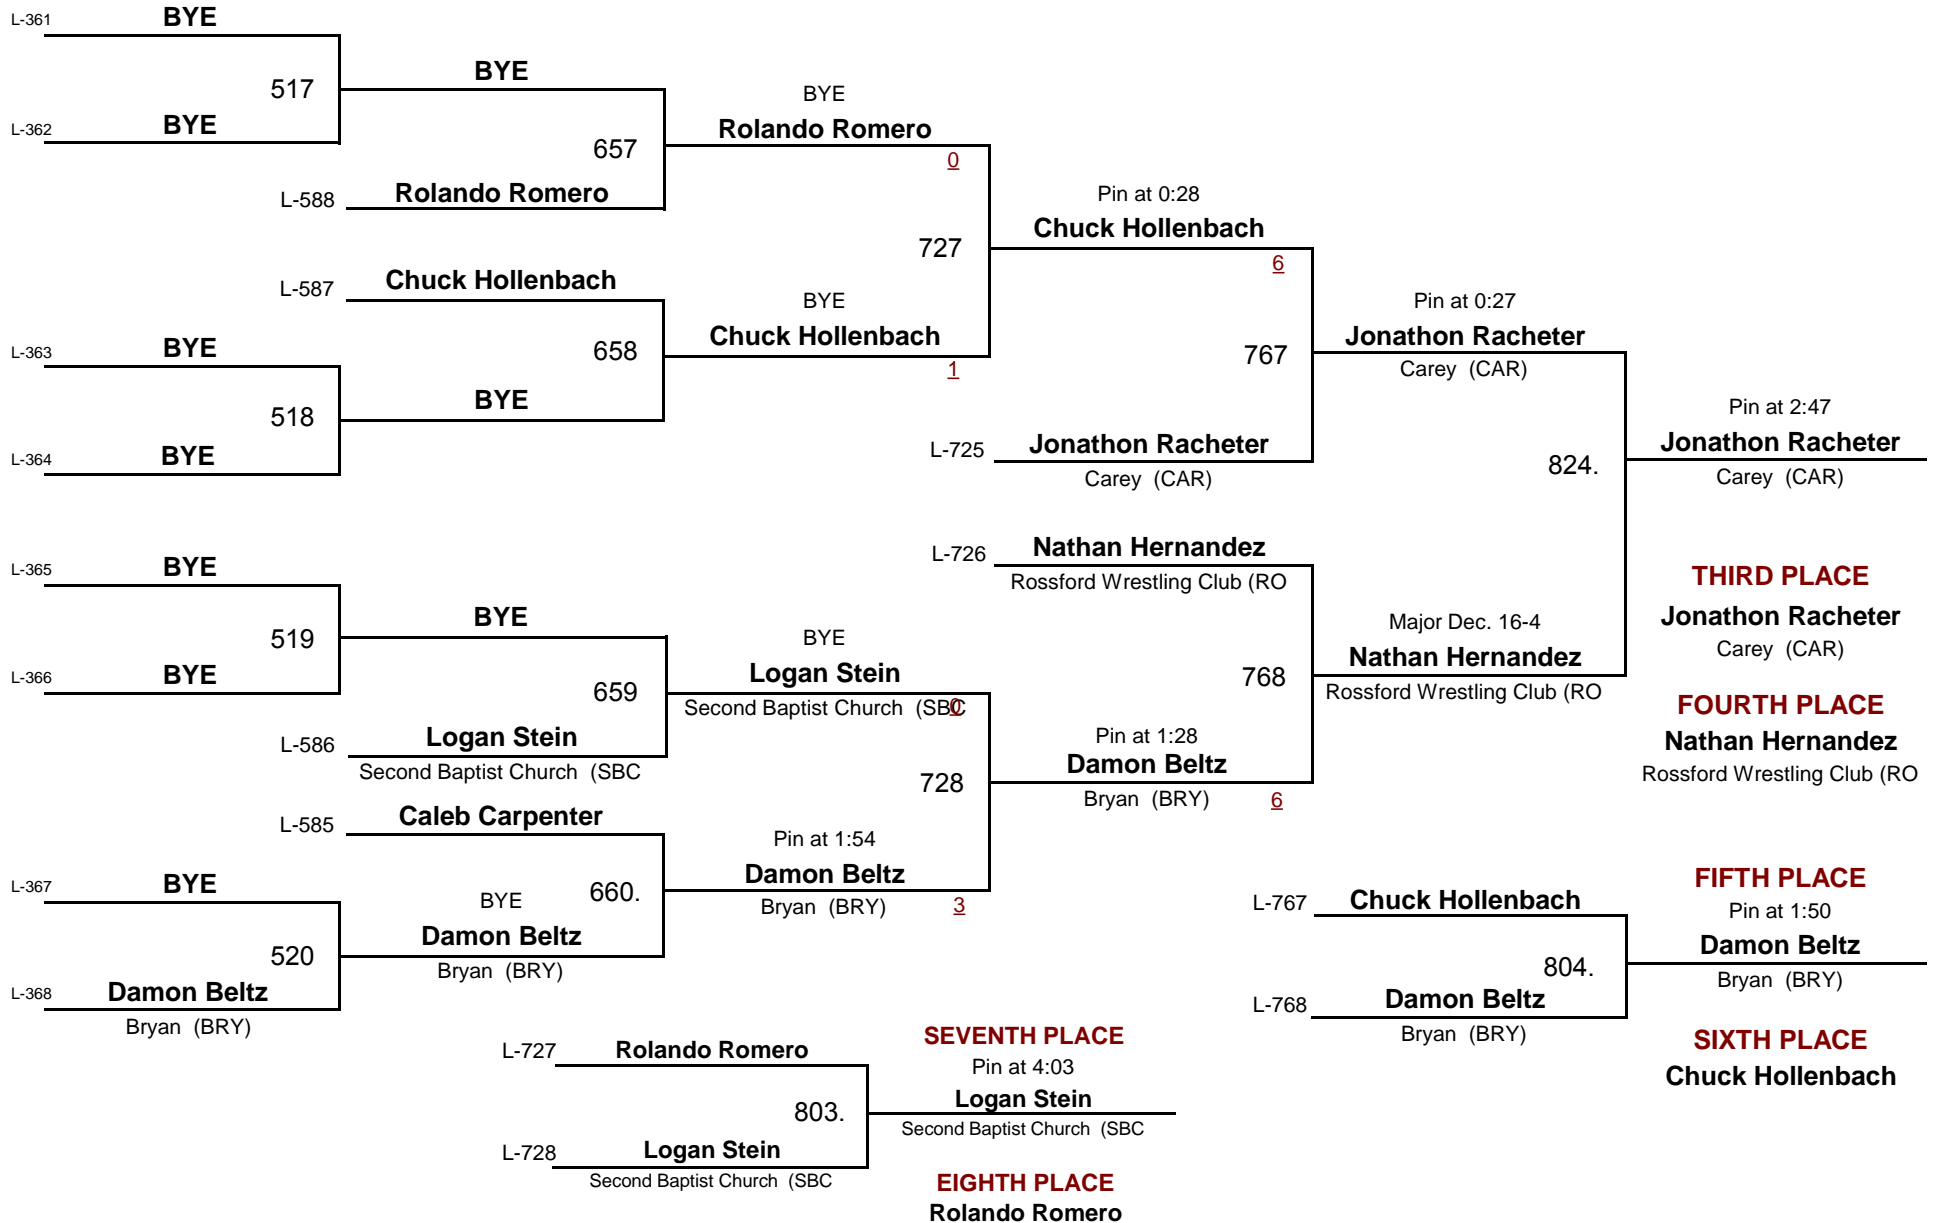 L-361
BYE
517
L-362
BYE
BYE
657
L-588
Rolando Romero
BYE
Rolando Romero
0
L-587
Chuck Hollenbach
658
L-363
BYE
518
L-364
BYE
BYE
BYE
Chuck Hollenbach
1
727
Pin at 0:28
Chuck Hollenbach
6
767
L-725
Jonathon Racheter
Carey (CAR)
Pin at 0:27
Jonathon Racheter
Carey (CAR)
824.
Pin at 2:47
Jonathon Racheter
Carey (CAR)
L-365
BYE
519
L-366
BYE
BYE
659
L-586
Logan Stein
Second Baptist Church (SBC
BYE
Logan Stein
Second Baptist Church (SBC
0
L-585
Caleb Carpenter
660.
L-367
BYE
520
L-368
Damon Beltz
Bryan (BRY)
BYE
Damon Beltz
Bryan (BRY)
Pin at 1:54
Damon Beltz
Bryan (BRY)
3
728
L-726
Nathan Hernandez
Rossford Wrestling Club (RO
768
Pin at 1:28
Damon Beltz
Bryan (BRY)
6
Major Dec. 16-4
Nathan Hernandez
Rossford Wrestling Club (RO
THIRD PLACE
Jonathon Racheter
Carey (CAR)
FOURTH PLACE
Nathan Hernandez
Rossford Wrestling Club (RO
L-767
Chuck Hollenbach
804.
L-768
Damon Beltz
Bryan (BRY)
FIFTH PLACE
Pin at 1:50
Damon Beltz
Bryan (BRY)
SIXTH PLACE
Chuck Hollenbach
L-727
Rolando Romero
803.
L-728
Logan Stein
Second Baptist Church (SBC
SEVENTH PLACE
Pin at 4:03
Logan Stein
Second Baptist Church (SBC
EIGHTH PLACE
Rolando Romero